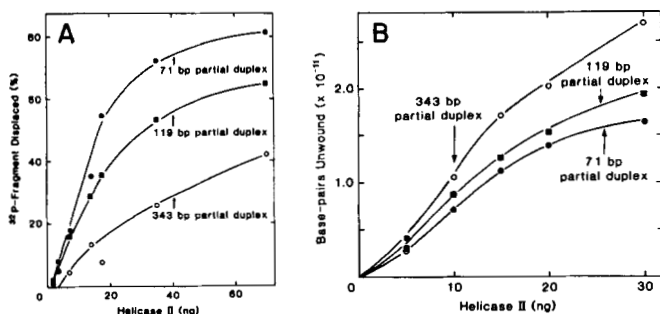 A
³²P-Fragment Displaced (%)
80
60
40
20
71 bp partial duplex
119 bp partial duplex
343 bp partial duplex
0
20
40
60
Helicase II (ng)
B
Base-pairs Unwound (x 10⁻¹¹)
2.0
1.0
343 bp
partial duplex
119 bp
partial duplex
71 bp
partial duplex
0
10
20
30
Helicase II (ng)